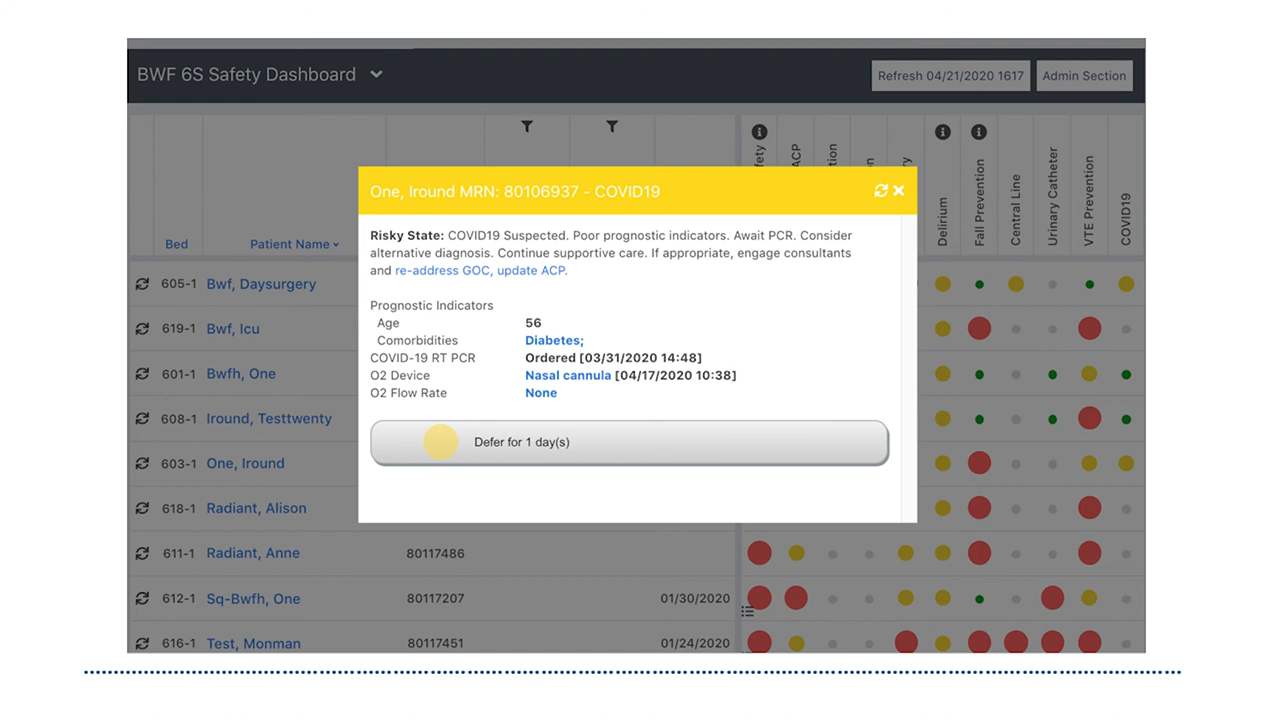 BWF 6S Safety Dashboard
Refresh 04/21/2020 1617
Admin Section
Bed
Patient Name
ACP
Delirium
Fall Prevention
Central Line
Urinary Catheter
VTE Prevention
COVID19
One, Iround MRN: 80106937 - COVID19
Risky State: COVID19 Suspected. Poor prognostic indicators. Await PCR. Consider
alternative diagnosis. Continue supportive care. If appropriate, engage consultants
and re-address GOC, update ACP.
Prognostic Indicators
Age 56
Comorbidities Diabetes;
COVID-19 RT PCR Ordered [03/31/2020 14:48]
O2 Device Nasal cannula [04/17/2020 10:38]
O2 Flow Rate None
Defer for 1 day(s)
605-1 Bwf, Daysurgery
619-1 Bwf, Icu
601-1 Bwfh, One
608-1 Iround, Testtwenty
603-1 One, Iround
618-1 Radiant, Alison
611-1 Radiant, Anne 80117486
612-1 Sq-Bwfh, One 80117207 01/30/2020
616-1 Test, Monman 80117451 01/24/2020